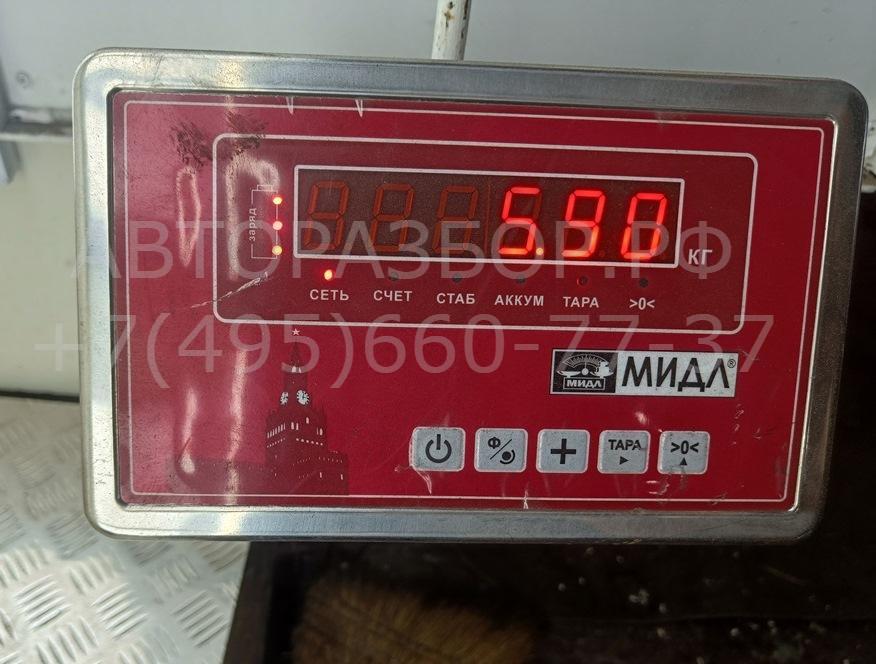 заряд
5.90
кг
СЕТЬ СЧЕТ СТАБ АККУМ ТАРА >0<
АВТОРАЗБОР.РФ
+7(495)660-77-37
МИДЛ МИДЛ®
Ф ТАРА >0<